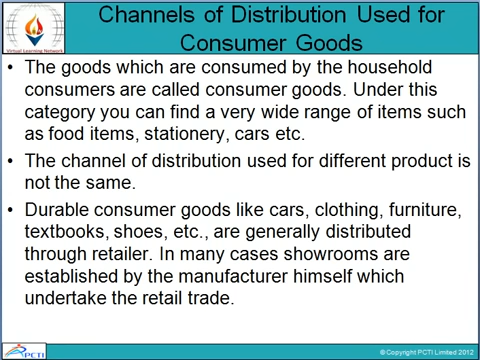 Channels of Distribution Used for
Consumer Goods
Virtual Learning Network
• The goods which are consumed by the household
consumers are called consumer goods. Under this
category you can find a very wide range of items such
as food items, stationery, cars etc.
• The channel of distribution used for different product is
not the same.
• Durable consumer goods like cars, clothing, furniture,
textbooks, shoes, etc., are generally distributed
through retailer. In many cases showrooms are
established by the manufacturer himself which
undertake the retail trade.
PCTI
© Copyright PCTI Limited 2012